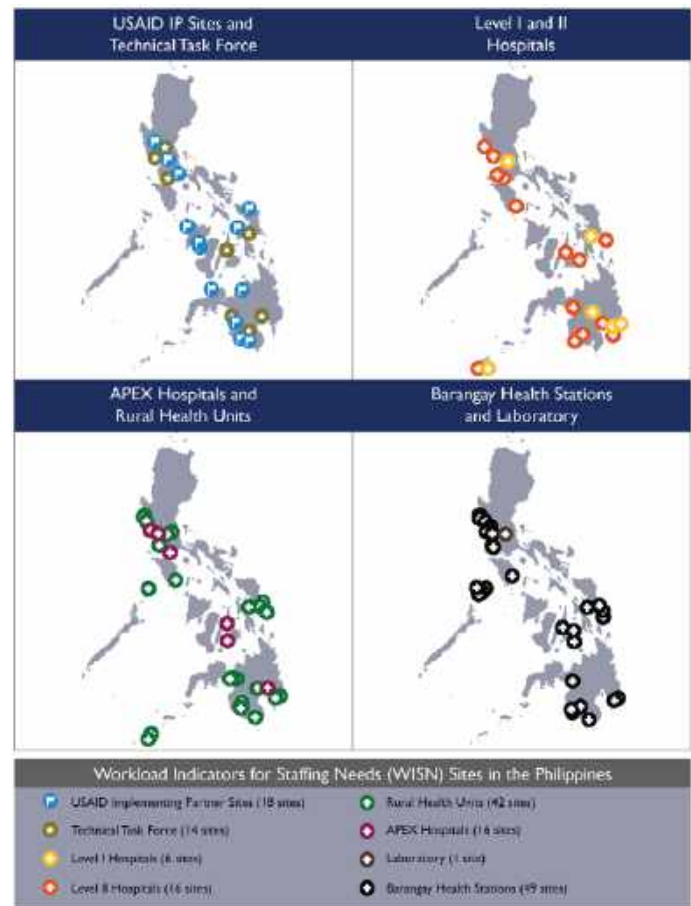 USAID IP Sites and
Technical Task Force
Level I and II
Hospitals
APEX Hospitals and
Rural Health Units
Barangay Health Stations
and Laboratory
Workload Indicators for Staffing Needs (WISN) Sites in the Philippines
USAID Implementing Partner Sites (18 sites)
Technical Task Force (14 sites)
Level I Hospitals (6 sites)
Level II Hospitals (16 sites)
Rural Health Units (42 sites)
APEX Hospitals (16 sites)
Laboratory (1 site)
Barangay Health Stations (49 sites)